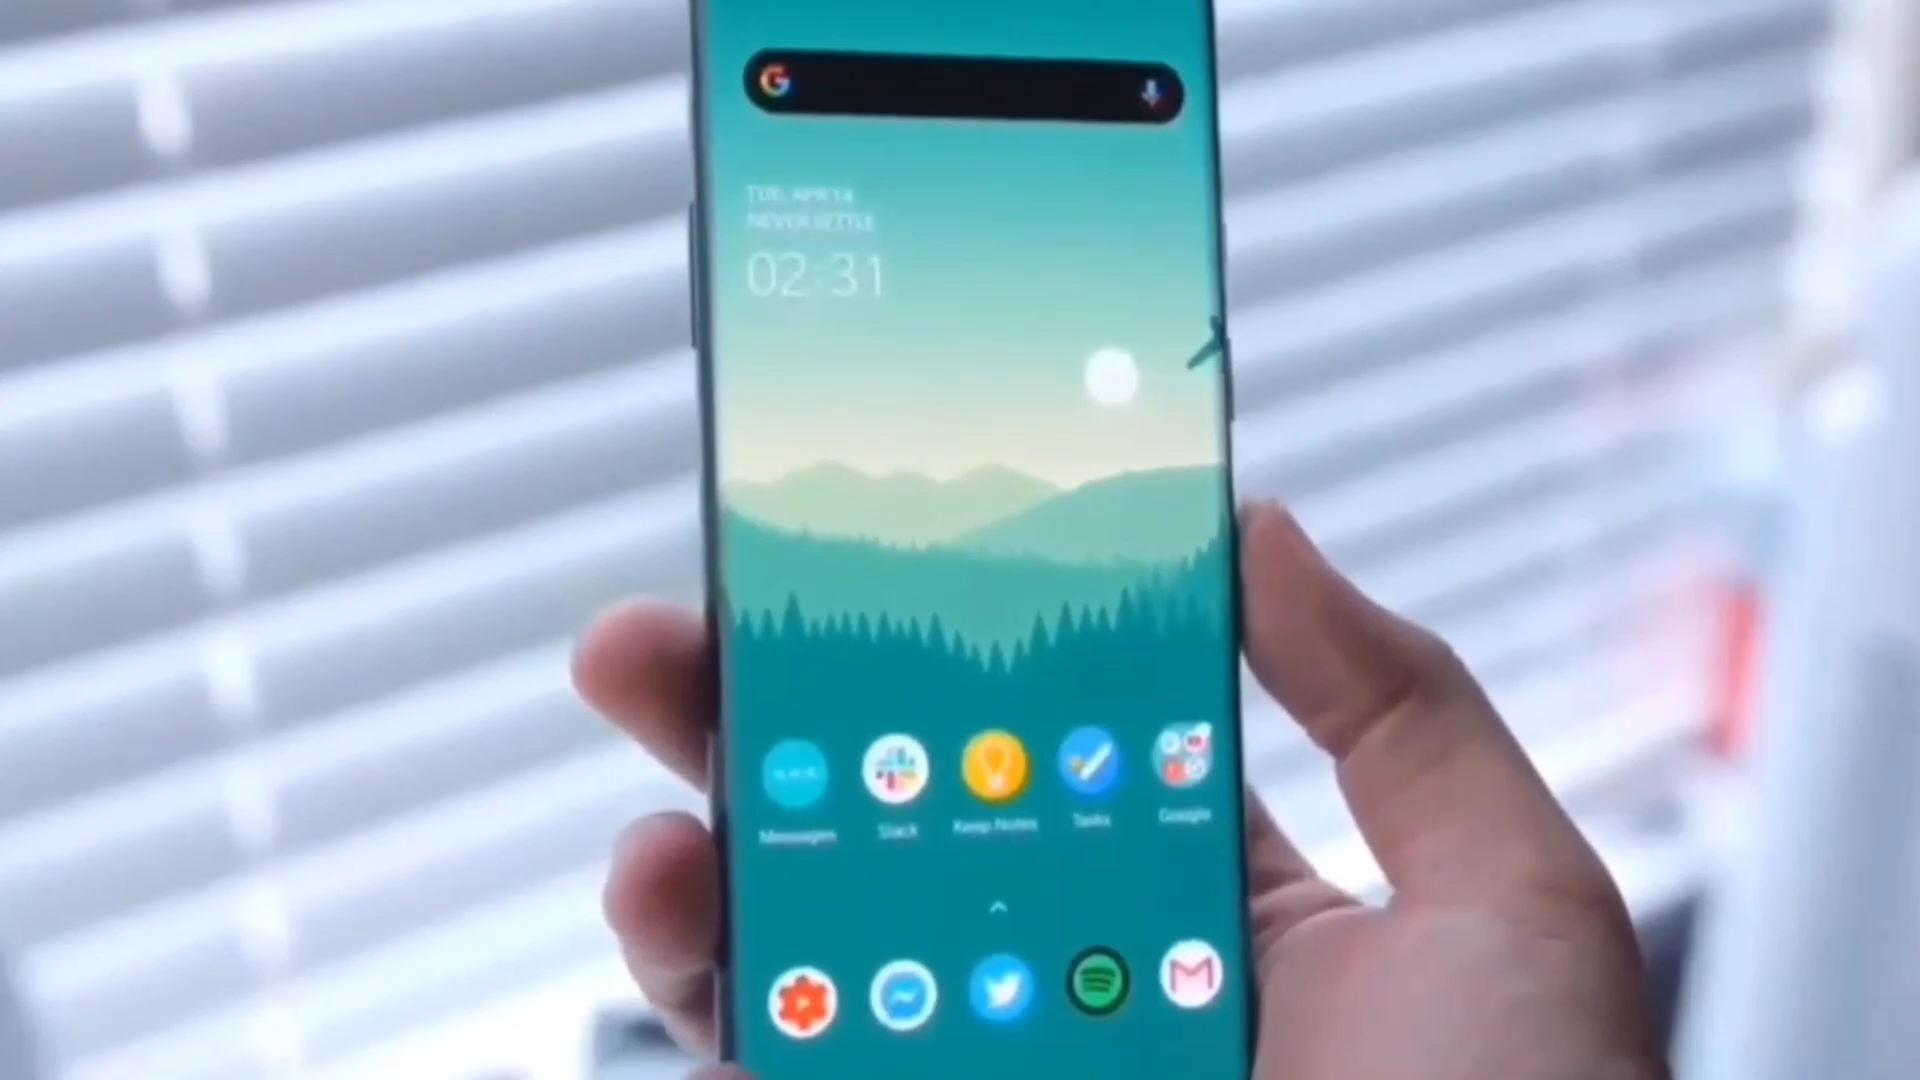 TUE, APR 14
NEVER SETTLE
02:31
Messages
Slack
Keep Notes
Tasks
Google